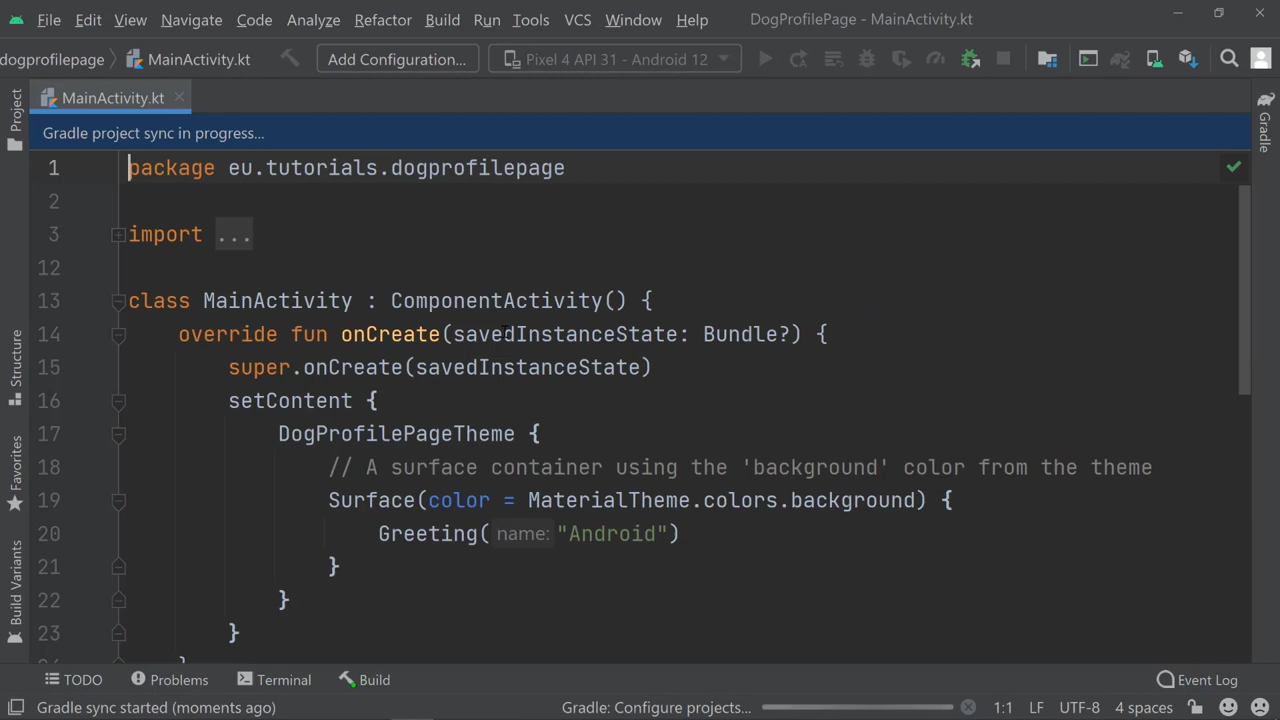 File Edit View Navigate Code Analyze Refactor Build Run Tools VCS Window Help DogProfilePage - MainActivity.kt
dogprofilepage MainActivity.kt Add Configuration... Pixel 4 API 31 - Android 12
MainActivity.kt
Gradle project sync in progress...
Project
Structure
Favorites
Build Variants
Gradle
1 package eu.tutorials.dogprofilepage
2
3 import ...
12
13 class MainActivity : ComponentActivity() {
14 override fun onCreate(savedInstanceState: Bundle?) {
15 super.onCreate(savedInstanceState)
16 setContent {
17 DogProfilePageTheme {
18 // A surface container using the 'background' color from the theme
19 Surface(color = MaterialTheme.colors.background) {
20 Greeting( name: "Android")
21 }
22 }
23 }
TODO Problems Terminal Build Event Log
Gradle sync started (moments ago) Gradle: Configure projects... 1:1 LF UTF-8 4 spaces